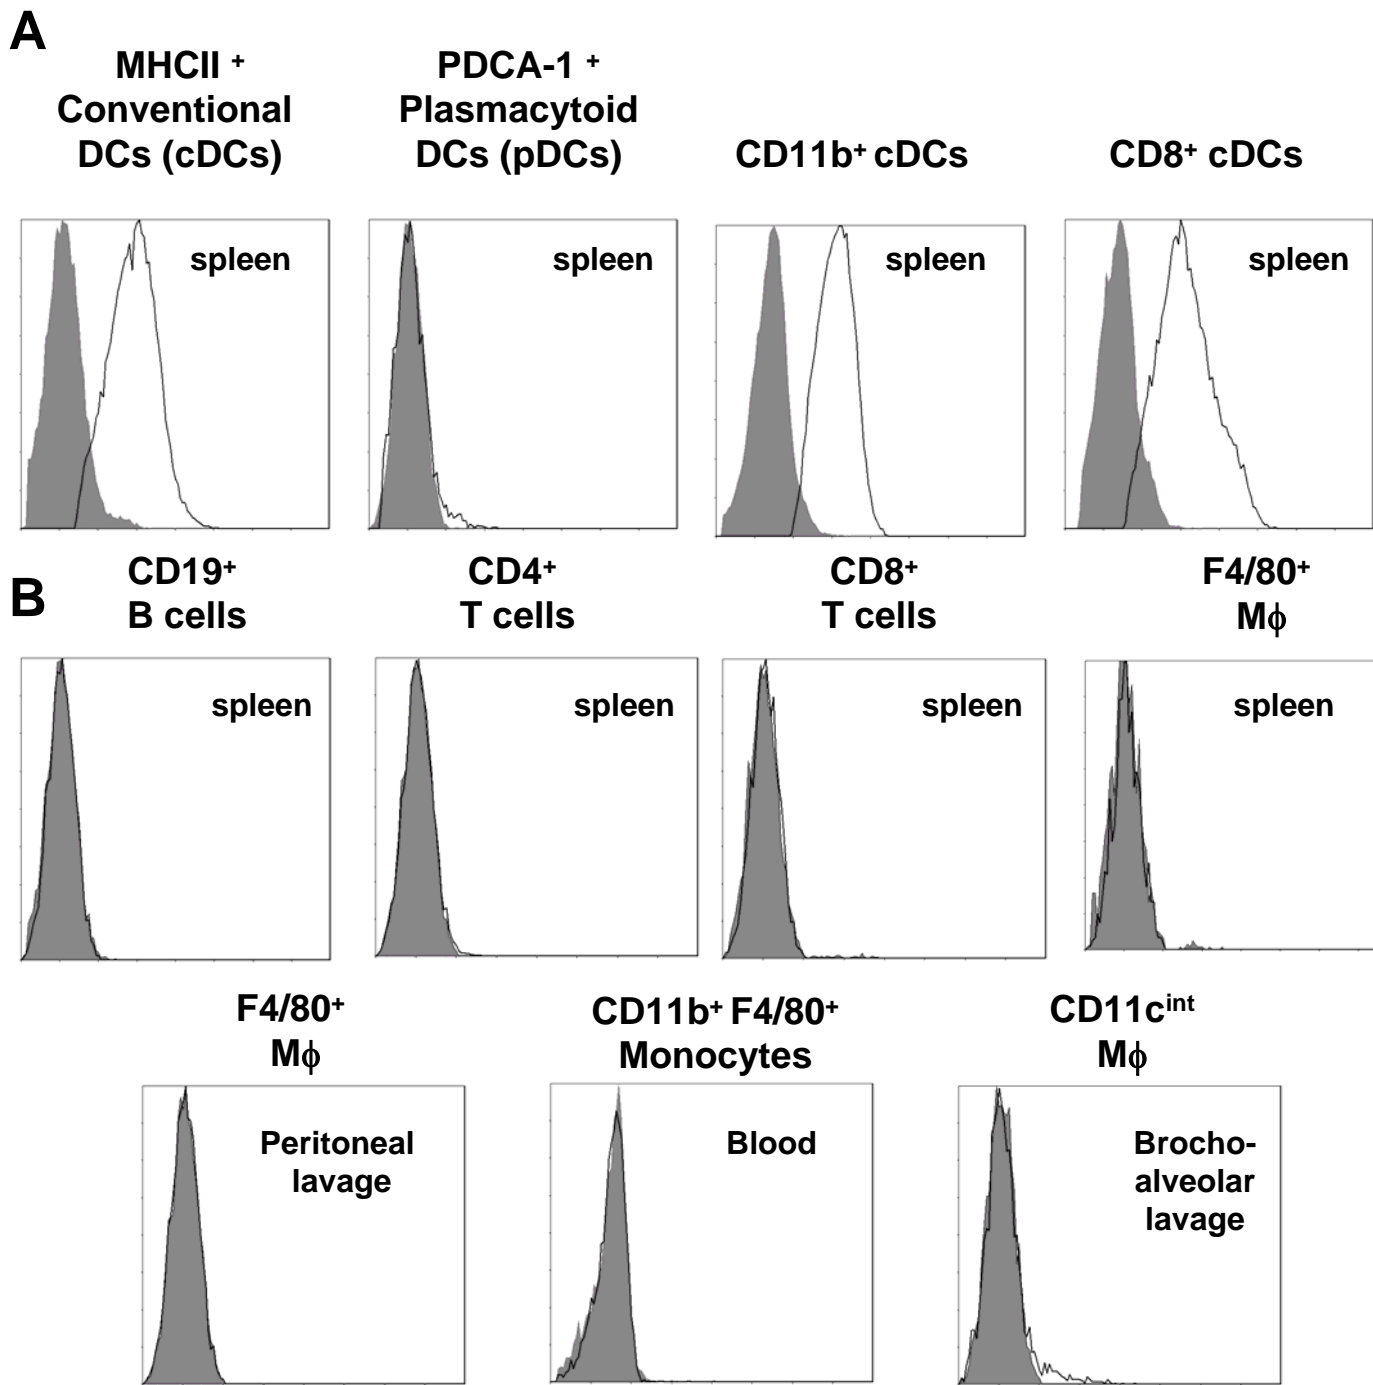 A
MHCII +
Conventional
DCs (cDCs)
PDCA-1 +
Plasmacytoid
DCs (pDCs)
CD11b+ cDCs
CD8+ cDCs
spleen
spleen
spleen
spleen
B
CD19+
B cells
CD4+
T cells
CD8+
T cells
F4/80+
Mϕ
spleen
spleen
spleen
spleen
F4/80+
Mϕ
CD11b+ F4/80+
Monocytes
CD11cint
Mϕ
Peritoneal
lavage
Blood
Brocho-
alveolar
lavage